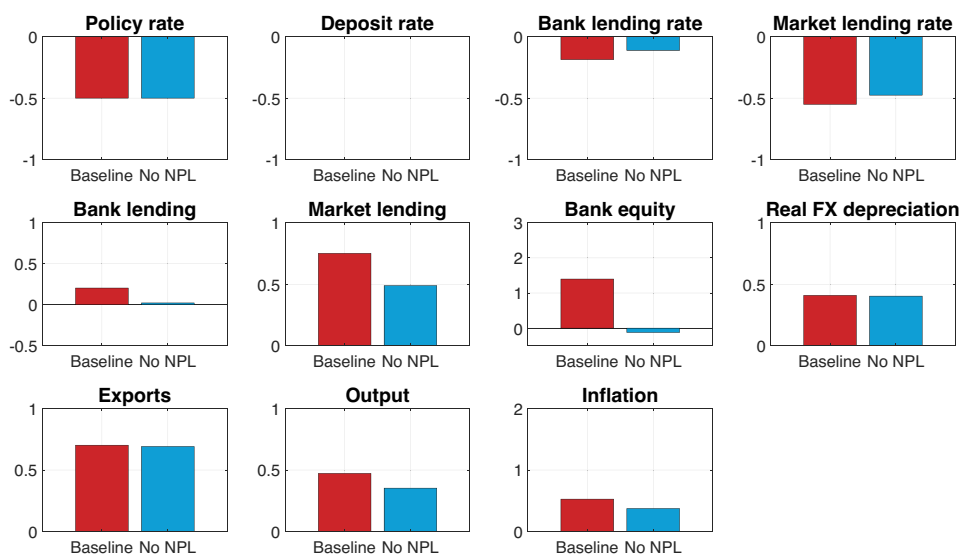 Policy rate
0
-0.5
-1
Baseline No NPL
Deposit rate
0
-0.5
-1
Baseline No NPL
Bank lending rate
0
-0.5
-1
Baseline No NPL
Market lending rate
0
-0.5
-1
Baseline No NPL
Bank lending
1
0.5
0
-0.5
Baseline No NPL
Market lending
1
0.5
0
Baseline No NPL
Bank equity
3
2
1
0
Baseline No NPL
Real FX depreciation
1
0.5
0
Baseline No NPL
Exports
1
0.5
0
Baseline No NPL
Output
1
0.5
0
Baseline No NPL
Inflation
2
1
0
Baseline No NPL